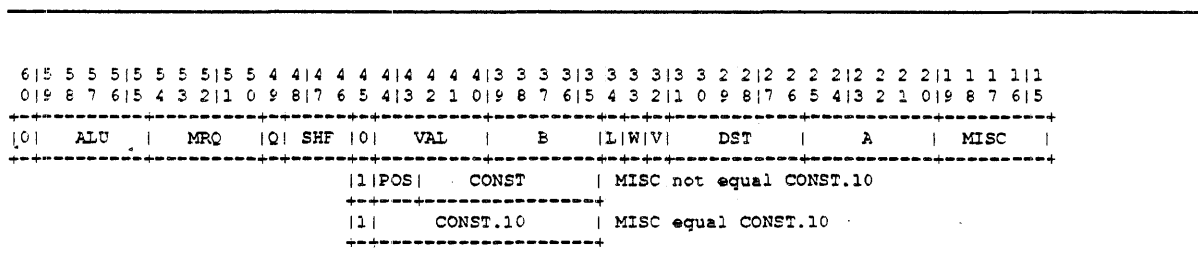 6|5 5 5 5|5 5 5 5|5 5 4 4|4 4 4 4|4 4 4 4|3 3 3 3|3 3 3 3|3 3 2 2|2 2 2 2|2 2 2 2|1 1 1 1|1
0|9 8 7 6|5 4 3 2|1 0 9 8|7 6 5 4|3 2 1 0|9 8 7 6|5 4 3 2|1 0 9 8|7 6 5 4|3 2 1 0|9 8 7 6|5
|0| ALU | MRQ |Q| SHF |0| VAL | B |L|W|V| DST | A | MISC |
|1|POS| CONST | MISC not equal CONST.10
|1| CONST.10 | MISC equal CONST.10